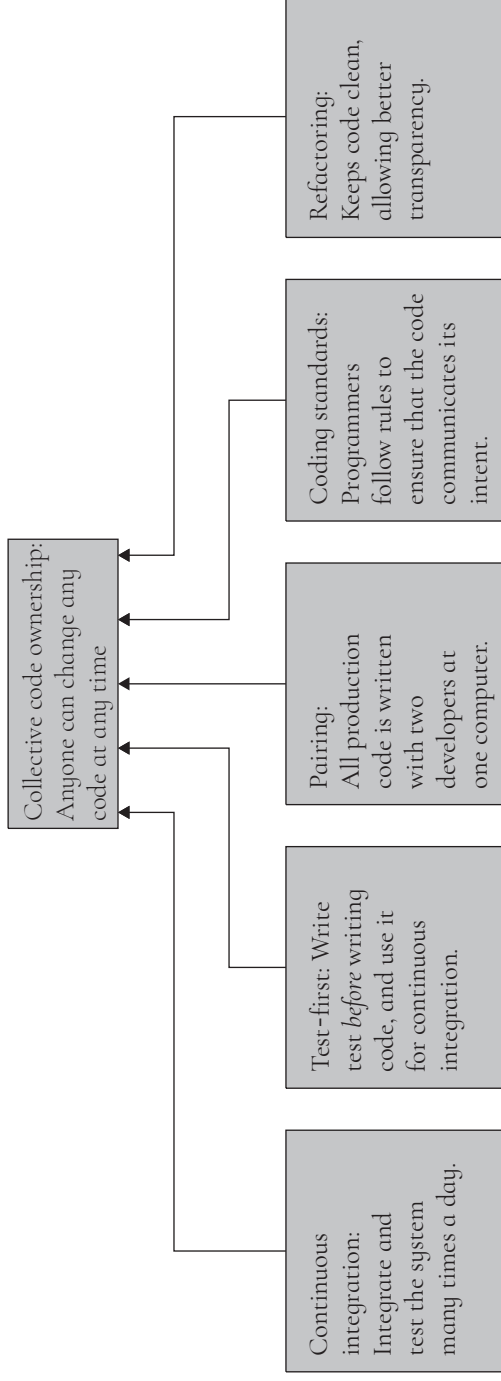 Collective code ownership:
Anyone can change any
code at any time
Continuous
integration:
Integrate and
test the system
many times a day.
Test-first: Write
test before writing
code, and use it
for continuous
integration.
Pairing:
All production
code is written
with two
developers at
one computer.
Coding standards:
Programmers
follow rules to
ensure that the code
communicates its
intent.
Refactoring:
Keeps code clean,
allowing better
transparency.